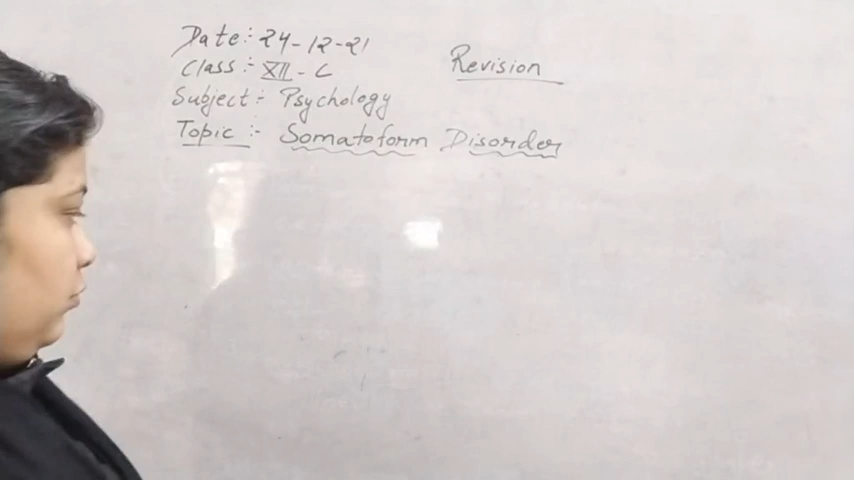 Date:- 24-12-21
Class :- XII - C
Revision
Subject :- Psychology
Topic :- Somatoform Disorder